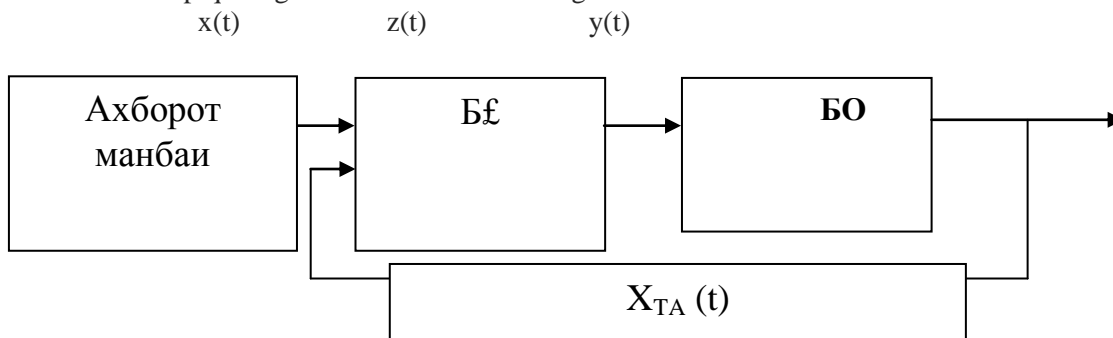 x(t) z(t) y(t)
Ахборот
манбаи
Б£
БО
X_TA (t)